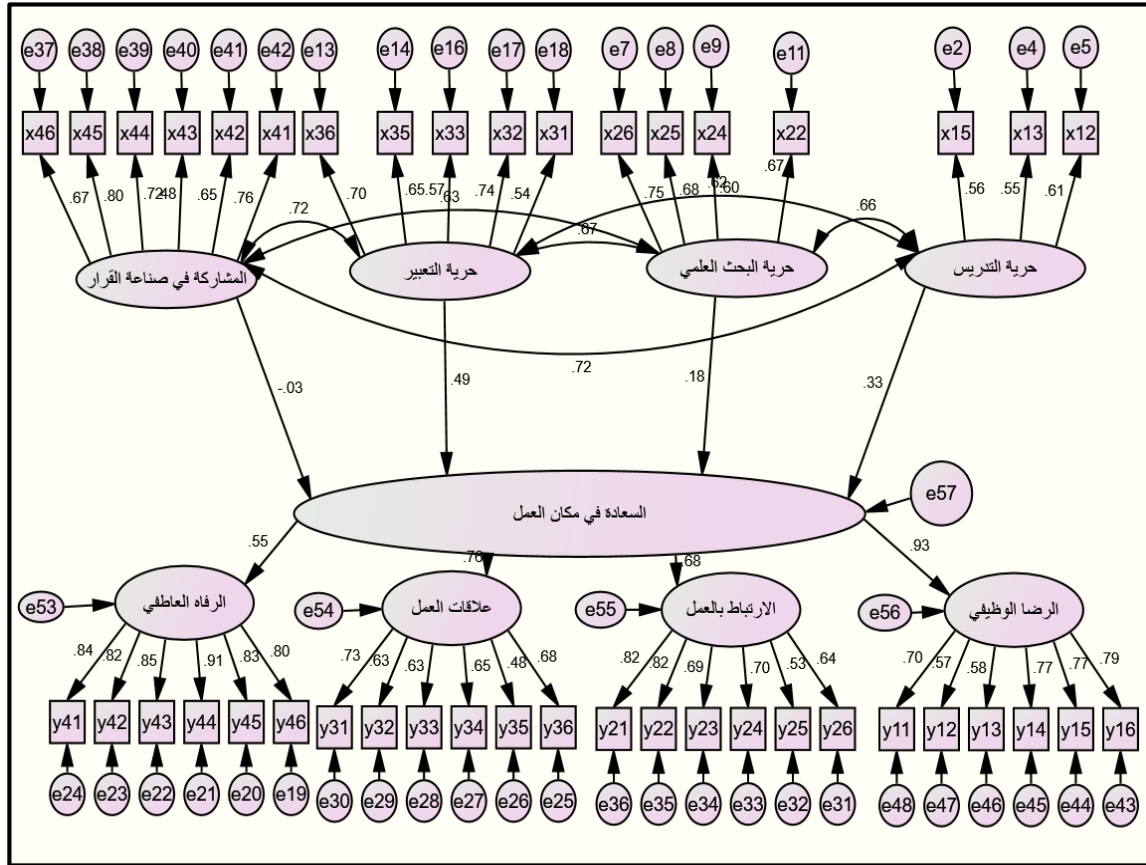 e37 e38 e39 e40 e41 e42 e13 e14 e16 e17 e18 e7 e8 e9 e11 e2 e4 e5
x46 x45 x44 x43 x42 x41 x36 x35 x33 x32 x31 x26 x25 x24 x22 x15 x13 x12
.67 .80 .72 .48 .65 .76 .70 .65 .57 .74 .54 .75 .68 .62 .67 .56 .55 .61
.72 .63 .60 .66
.67
المشاركة في صناعة القرار
حرية التعبير
حرية البحث العلمي
حرية التدريس
.72
-.03 .49 .18 .33
السعادة في مكان العمل
e57
.55 .76 .68 .93
e53 الرفاه العاطفي
e54 علاقات العمل
e55 الارتباط بالعمل
e56 الرضا الوظيفي
.84 .82 .85 .91 .83 .80 .73 .63 .63 .65 .48 .68 .82 .82 .69 .70 .53 .64 .70 .57 .58 .77 .77 .79
y41 y42 y43 y44 y45 y46 y31 y32 y33 y34 y35 y36 y21 y22 y23 y24 y25 y26 y11 y12 y13 y14 y15 y16
e24 e23 e22 e21 e20 e19 e30 e29 e28 e27 e26 e25 e36 e35 e34 e33 e32 e31 e48 e47 e46 e45 e44 e43